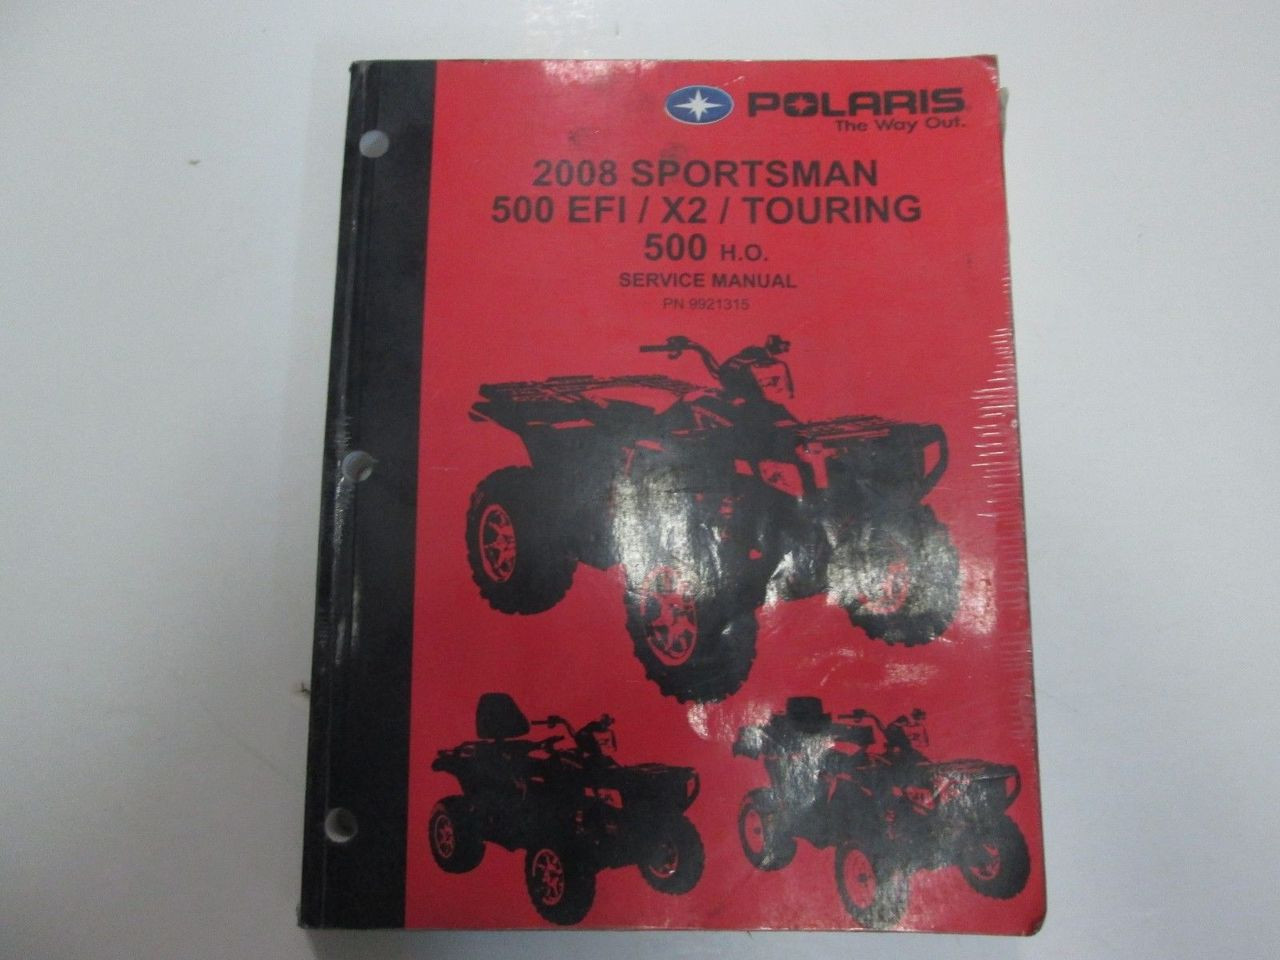 POLARIS
The Way Out.
2008 SPORTSMAN
500 EFI / X2 / TOURING
500 H.O.
SERVICE MANUAL
PN 9921315